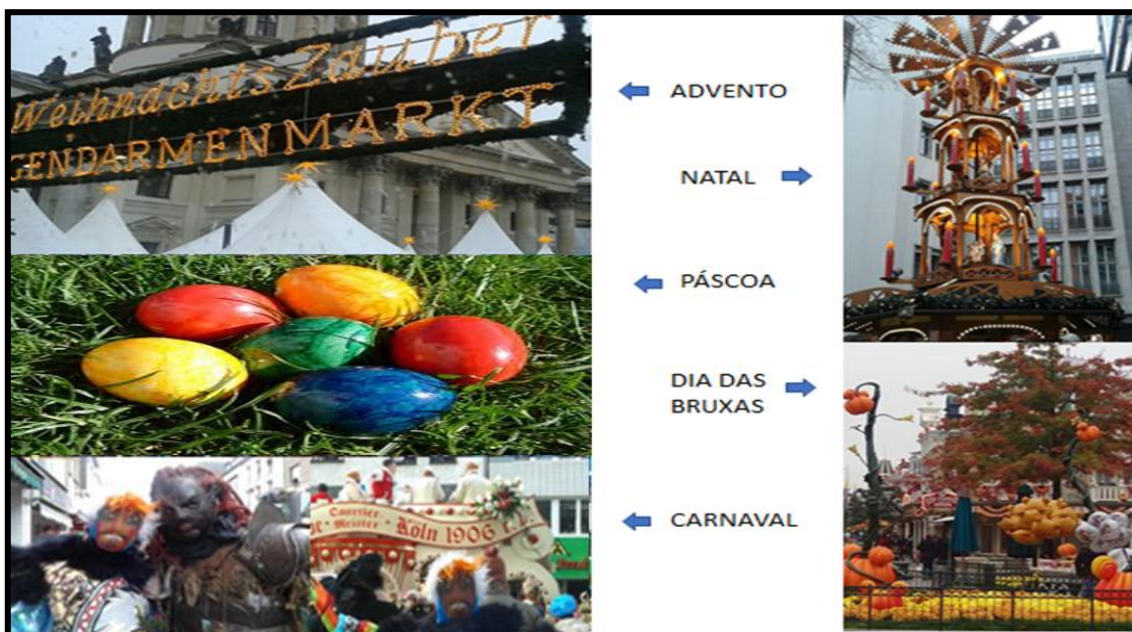 WeihnachtsZauber
GENDARMENMARKT
ADVENTO
NATAL
PÁSCOA
DIA DAS
BRUXAS
CARNAVAL
Köln 1906